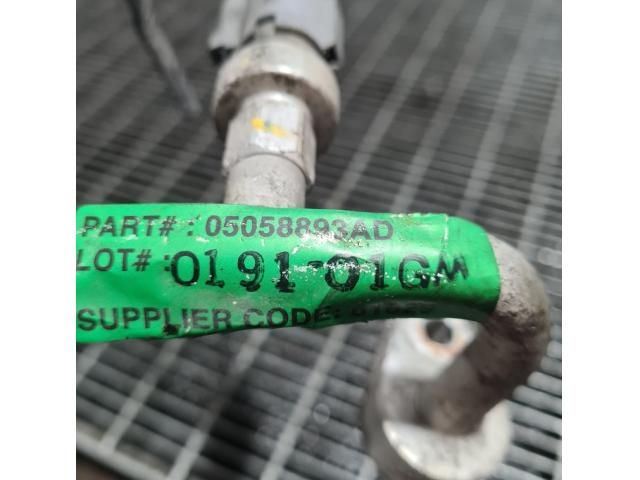 PART# : 05058893AD
LOT# : 0191-01GM
SUPPLIER CODE: